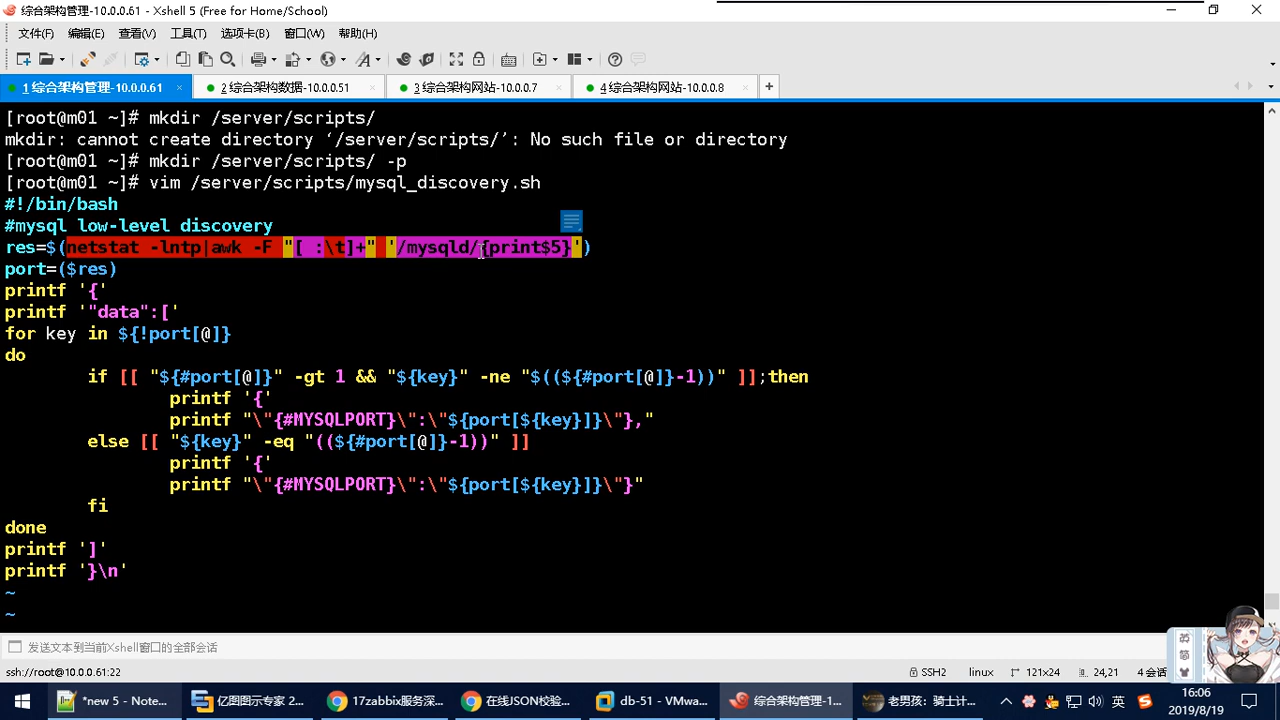 综合架构管理-10.0.0.61 - Xshell 5 (Free for Home/School)
文件(F) 编辑(E) 查看(V) 工具(T) 选项卡(B) 窗口(W) 帮助(H)
1 综合架构管理-10.0.0.61 × 2 综合架构数据-10.0.0.51 × 3 综合架构网站-10.0.0.7 × 4 综合架构网站-10.0.0.8 × +
[root@m01 ~]# mkdir /server/scripts/
mkdir: cannot create directory ‘/server/scripts/’: No such file or directory
[root@m01 ~]# mkdir /server/scripts/ -p
[root@m01 ~]# vim /server/scripts/mysql_discovery.sh
#!/bin/bash
#mysql low-level discovery
res=$(netstat -lntp|awk -F "[ :\t]+" '/mysqld/{print$5}')
port=($res)
printf '{'
printf '"data":['
for key in ${!port[@]}
do
if [[ "${#port[@]}" -gt 1 && "${key}" -ne "$((${#port[@]}-1))" ]];then
printf '{'
printf "\"{#MYSQLPORT}\":\"${port[${key}]}\"},"
else [[ "${key}" -eq "((${#port[@]}-1))" ]]
printf '{'
printf "\"{#MYSQLPORT}\":\"${port[${key}]}\"}"
fi
done
printf ']'
printf '}\n'
~
~
发送文本到当前Xshell窗口的全部会话
ssh://root@10.0.0.61:22 SSH2 linux 121x24 24,21 4 会话
英
简
*new 5 - Note... 亿图图示专家 2... 17zabbix服务深... 在线JSON校验... db-51 - VMwa... 综合架构管理-1... 老男孩: 骑士计... 英 16:06
2019/8/19